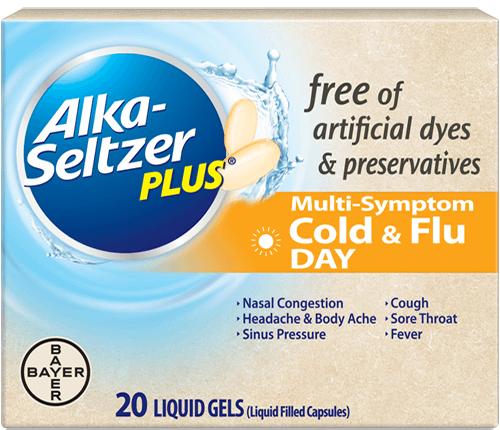 Alka-
Seltzer
PLUS®
free of
artificial dyes
& preservatives
Multi-Symptom
Cold & Flu
DAY
Nasal Congestion
Headache & Body Ache
Sinus Pressure
Cough
Sore Throat
Fever
BAYER
BAYER
20 LIQUID GELS (Liquid Filled Capsules)